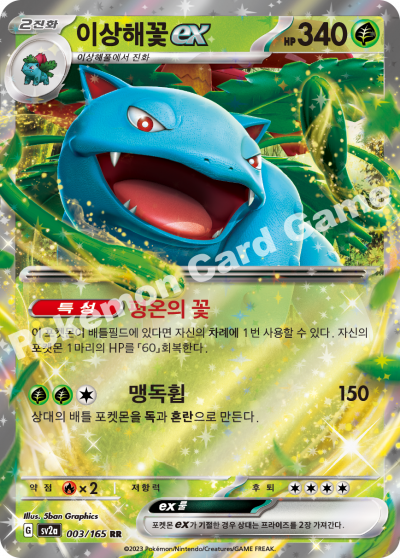 2진화
이상해꽃 ex
HP 340
이상해풀에서 진화
Pokémon Card Game
특성 평온의 꽃
이 포켓몬이 배틀필드에 있다면 자신의 차례에 1번 사용할 수 있다. 자신의
포켓몬 1마리의 HP를 「60」회복한다.
맹독휩 150
상대의 배틀 포켓몬을 독과 혼란으로 만든다.
약점 ×2 저항력 후퇴
Illus. 5ban Graphics
ex룰
G sv2a 003/165 RR
포켓몬 ex가 기절한 경우 상대는 프라이즈를 2장 가져간다.
©2023 Pokémon/Nintendo/Creatures/GAME FREAK.